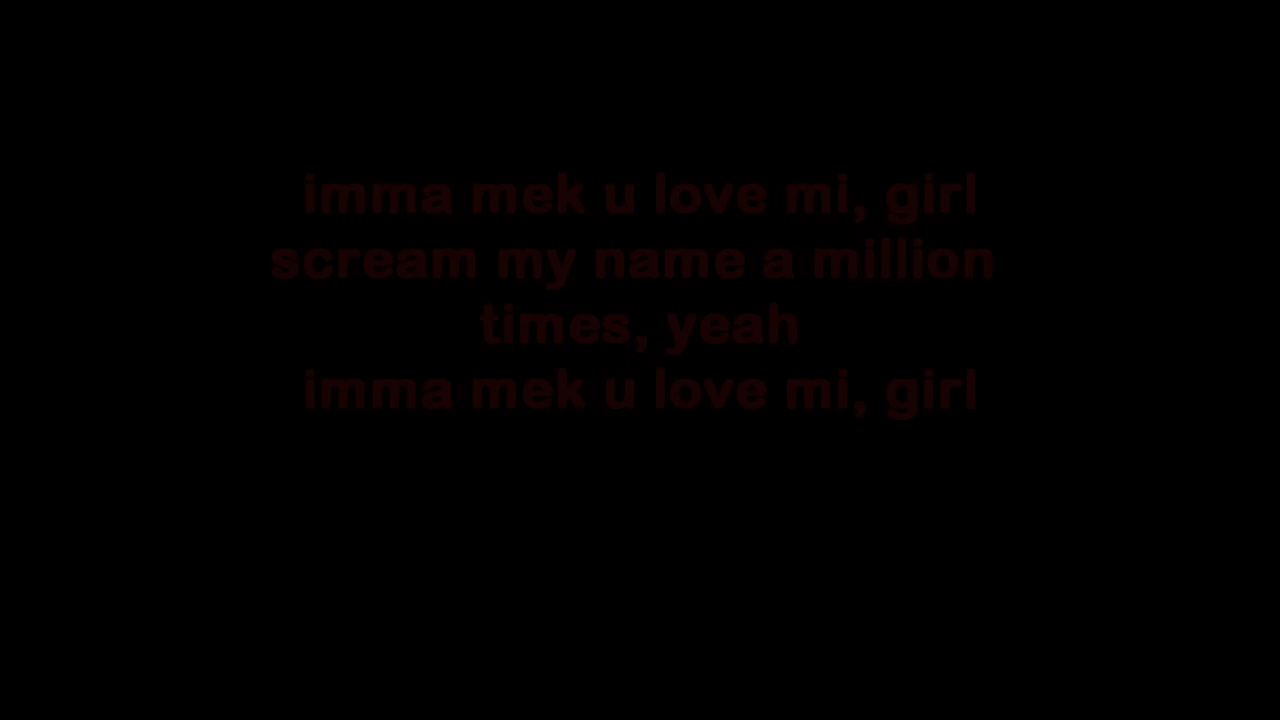 imma mek u love mi, girl
scream my name a million
times, yeah
imma mek u love mi, girl